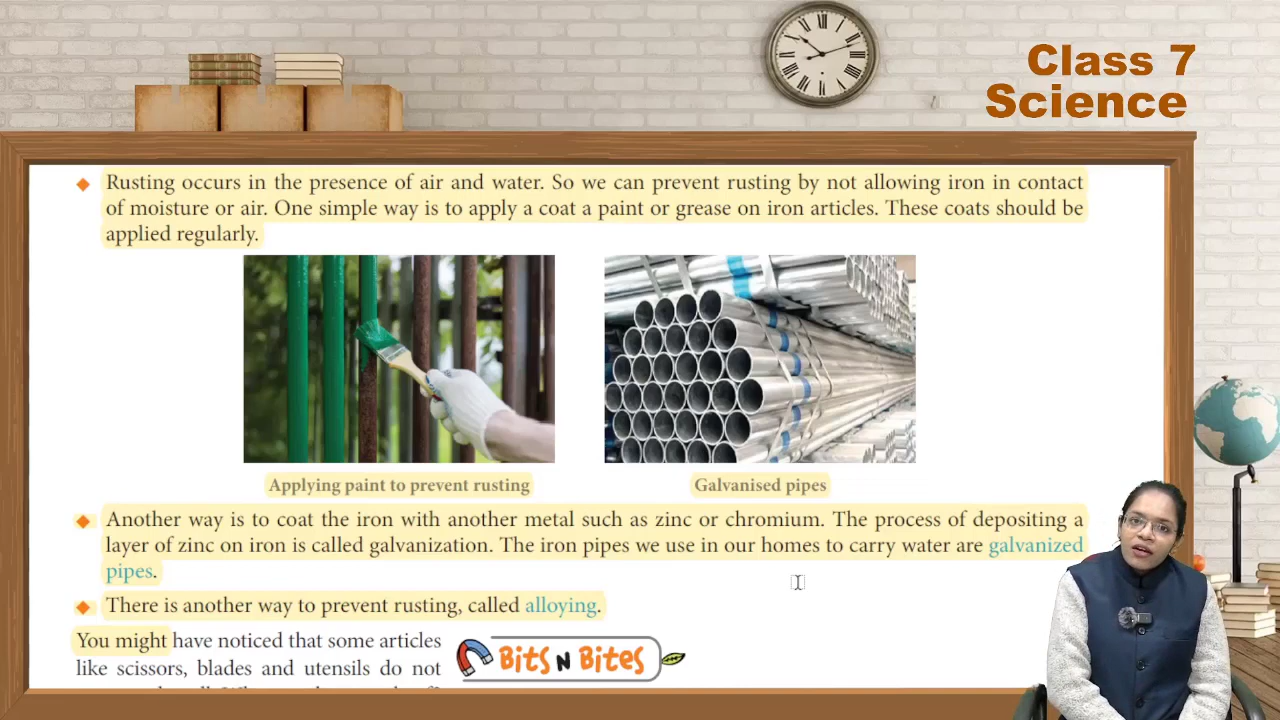 Class 7
Science
Rusting occurs in the presence of air and water. So we can prevent rusting by not allowing iron in contact
of moisture or air. One simple way is to apply a coat a paint or grease on iron articles. These coats should be
applied regularly.
Applying paint to prevent rusting
Galvanised pipes
Another way is to coat the iron with another metal such as zinc or chromium. The process of depositing a
layer of zinc on iron is called galvanization. The iron pipes we use in our homes to carry water are galvanized
pipes.
There is another way to prevent rusting, called alloying.
You might have noticed that some articles
like scissors, blades and utensils do not
Bits N Bites